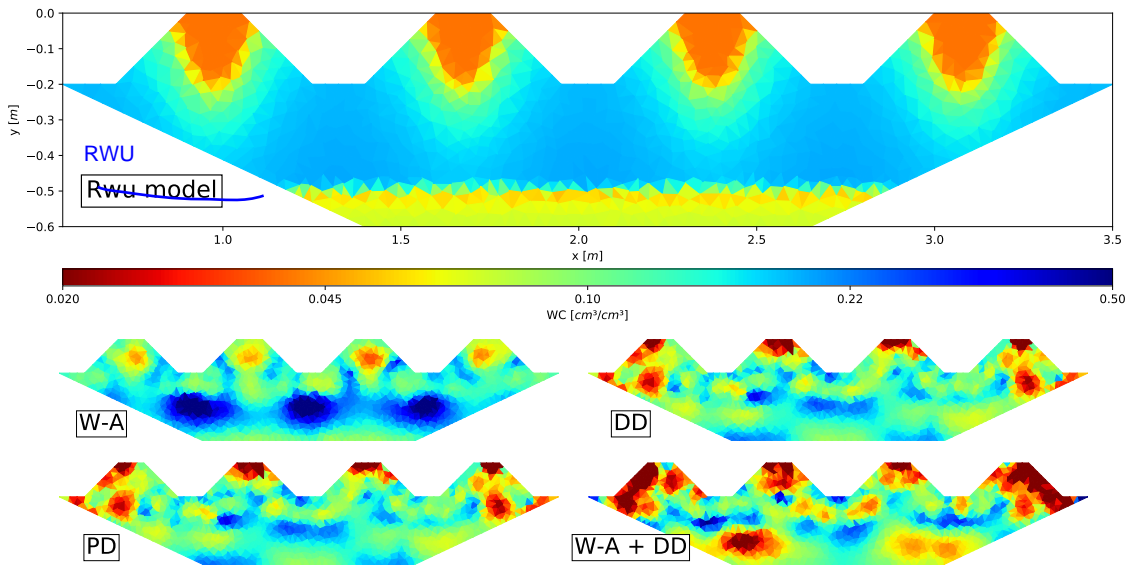 0.0
−0.1
−0.2
−0.3
−0.4
−0.5
−0.6
y [m]
RWU
Rwu model
1.0 1.5 2.0 2.5 3.0 3.5
x [m]
0.020 0.045 0.10 0.22 0.50
WC [cm³/cm³]
W-A
DD
PD
W-A + DD